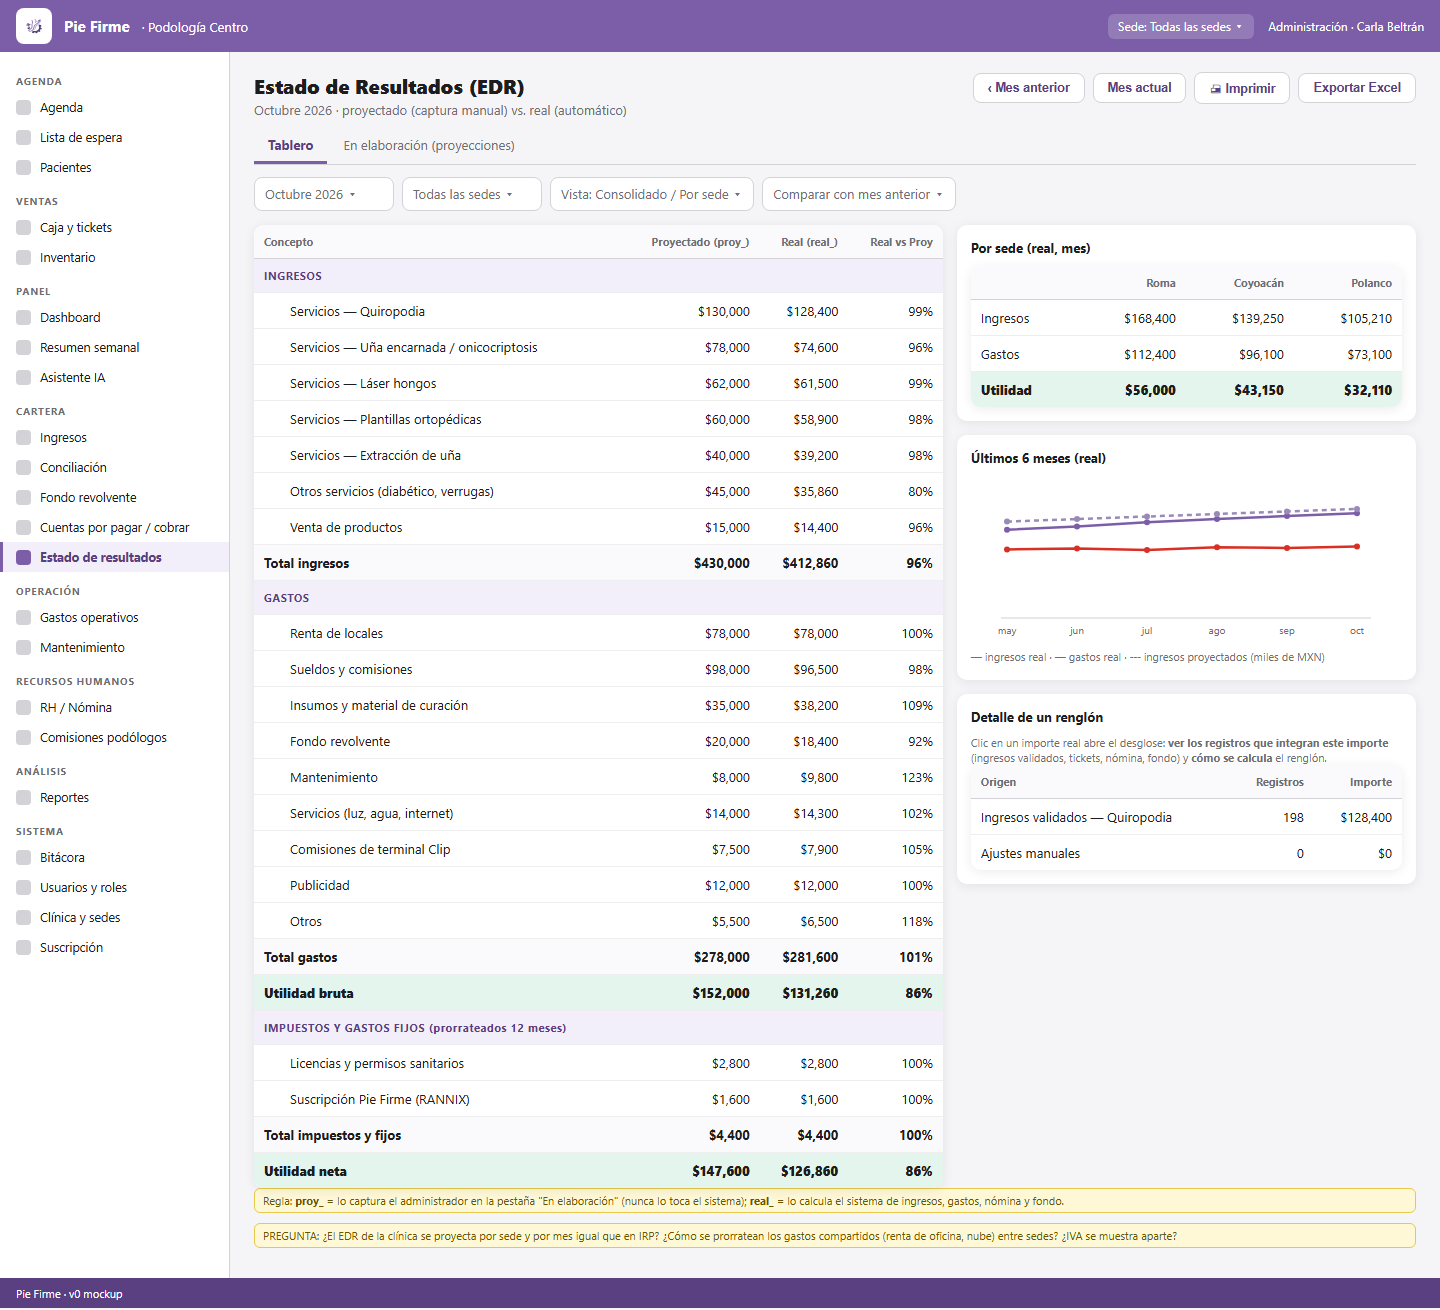 Pie Firme · Podología Centro
Sede: Todas las sedes ▾
Administración · Carla Beltrán
AGENDA
Agenda
Lista de espera
Pacientes
VENTAS
Caja y tickets
Inventario
PANEL
Dashboard
Resumen semanal
Asistente IA
CARTERA
Ingresos
Conciliación
Fondo revolvente
Cuentas por pagar / cobrar
Estado de resultados
OPERACIÓN
Gastos operativos
Mantenimiento
RECURSOS HUMANOS
RH / Nómina
Comisiones podólogos
ANÁLISIS
Reportes
SISTEMA
Bitácora
Usuarios y roles
Clínica y sedes
Suscripción
Estado de Resultados (EDR)
Octubre 2026 · proyectado (captura manual) vs. real (automático)
‹ Mes anterior
Mes actual
Imprimir
Exportar Excel
Tablero
En elaboración (proyecciones)
Octubre 2026 ▾
Todas las sedes ▾
Vista: Consolidado / Por sede ▾
Comparar con mes anterior ▾
Concepto Proyectado (proy_) Real (real_) Real vs Proy
INGRESOS
Servicios — Quiropodia $130,000 $128,400 99%
Servicios — Uña encarnada / onicocriptosis $78,000 $74,600 96%
Servicios — Láser hongos $62,000 $61,500 99%
Servicios — Plantillas ortopédicas $60,000 $58,900 98%
Servicios — Extracción de uña $40,000 $39,200 98%
Otros servicios (diabético, verrugas) $45,000 $35,860 80%
Venta de productos $15,000 $14,400 96%
Total ingresos $430,000 $412,860 96%
GASTOS
Renta de locales $78,000 $78,000 100%
Sueldos y comisiones $98,000 $96,500 98%
Insumos y material de curación $35,000 $38,200 109%
Fondo revolvente $20,000 $18,400 92%
Mantenimiento $8,000 $9,800 123%
Servicios (luz, agua, internet) $14,000 $14,300 102%
Comisiones de terminal Clip $7,500 $7,900 105%
Publicidad $12,000 $12,000 100%
Otros $5,500 $6,500 118%
Total gastos $278,000 $281,600 101%
Utilidad bruta $152,000 $131,260 86%
IMPUESTOS Y GASTOS FIJOS (prorrateados 12 meses)
Licencias y permisos sanitarios $2,800 $2,800 100%
Suscripción Pie Firme (RANNIX) $1,600 $1,600 100%
Total impuestos y fijos $4,400 $4,400 100%
Utilidad neta $147,600 $126,860 86%
Por sede (real, mes)
Roma Coyoacán Polanco
Ingresos $168,400 $139,250 $105,210
Gastos $112,400 $96,100 $73,100
Utilidad $56,000 $43,150 $32,110
Últimos 6 meses (real)
may jun jul ago sep oct
— ingresos real · — gastos real · --- ingresos proyectados (miles de MXN)
Detalle de un renglón
Clic en un importe real abre el desglose: ver los registros que integran este importe
(ingresos validados, tickets, nómina, fondo) y cómo se calcula el renglón.
Origen Registros Importe
Ingresos validados — Quiropodia 198 $128,400
Ajustes manuales 0 $0
Regla: proy_ = lo captura el administrador en la pestaña "En elaboración" (nunca lo toca el sistema); real_ = lo calcula el sistema de ingresos, gastos, nómina y fondo.
PREGUNTA: ¿El EDR de la clínica se proyecta por sede y por mes igual que en IRP? ¿Cómo se prorratean los gastos compartidos (renta de oficina, nube) entre sedes? ¿IVA se muestra aparte?
Pie Firme · v0 mockup